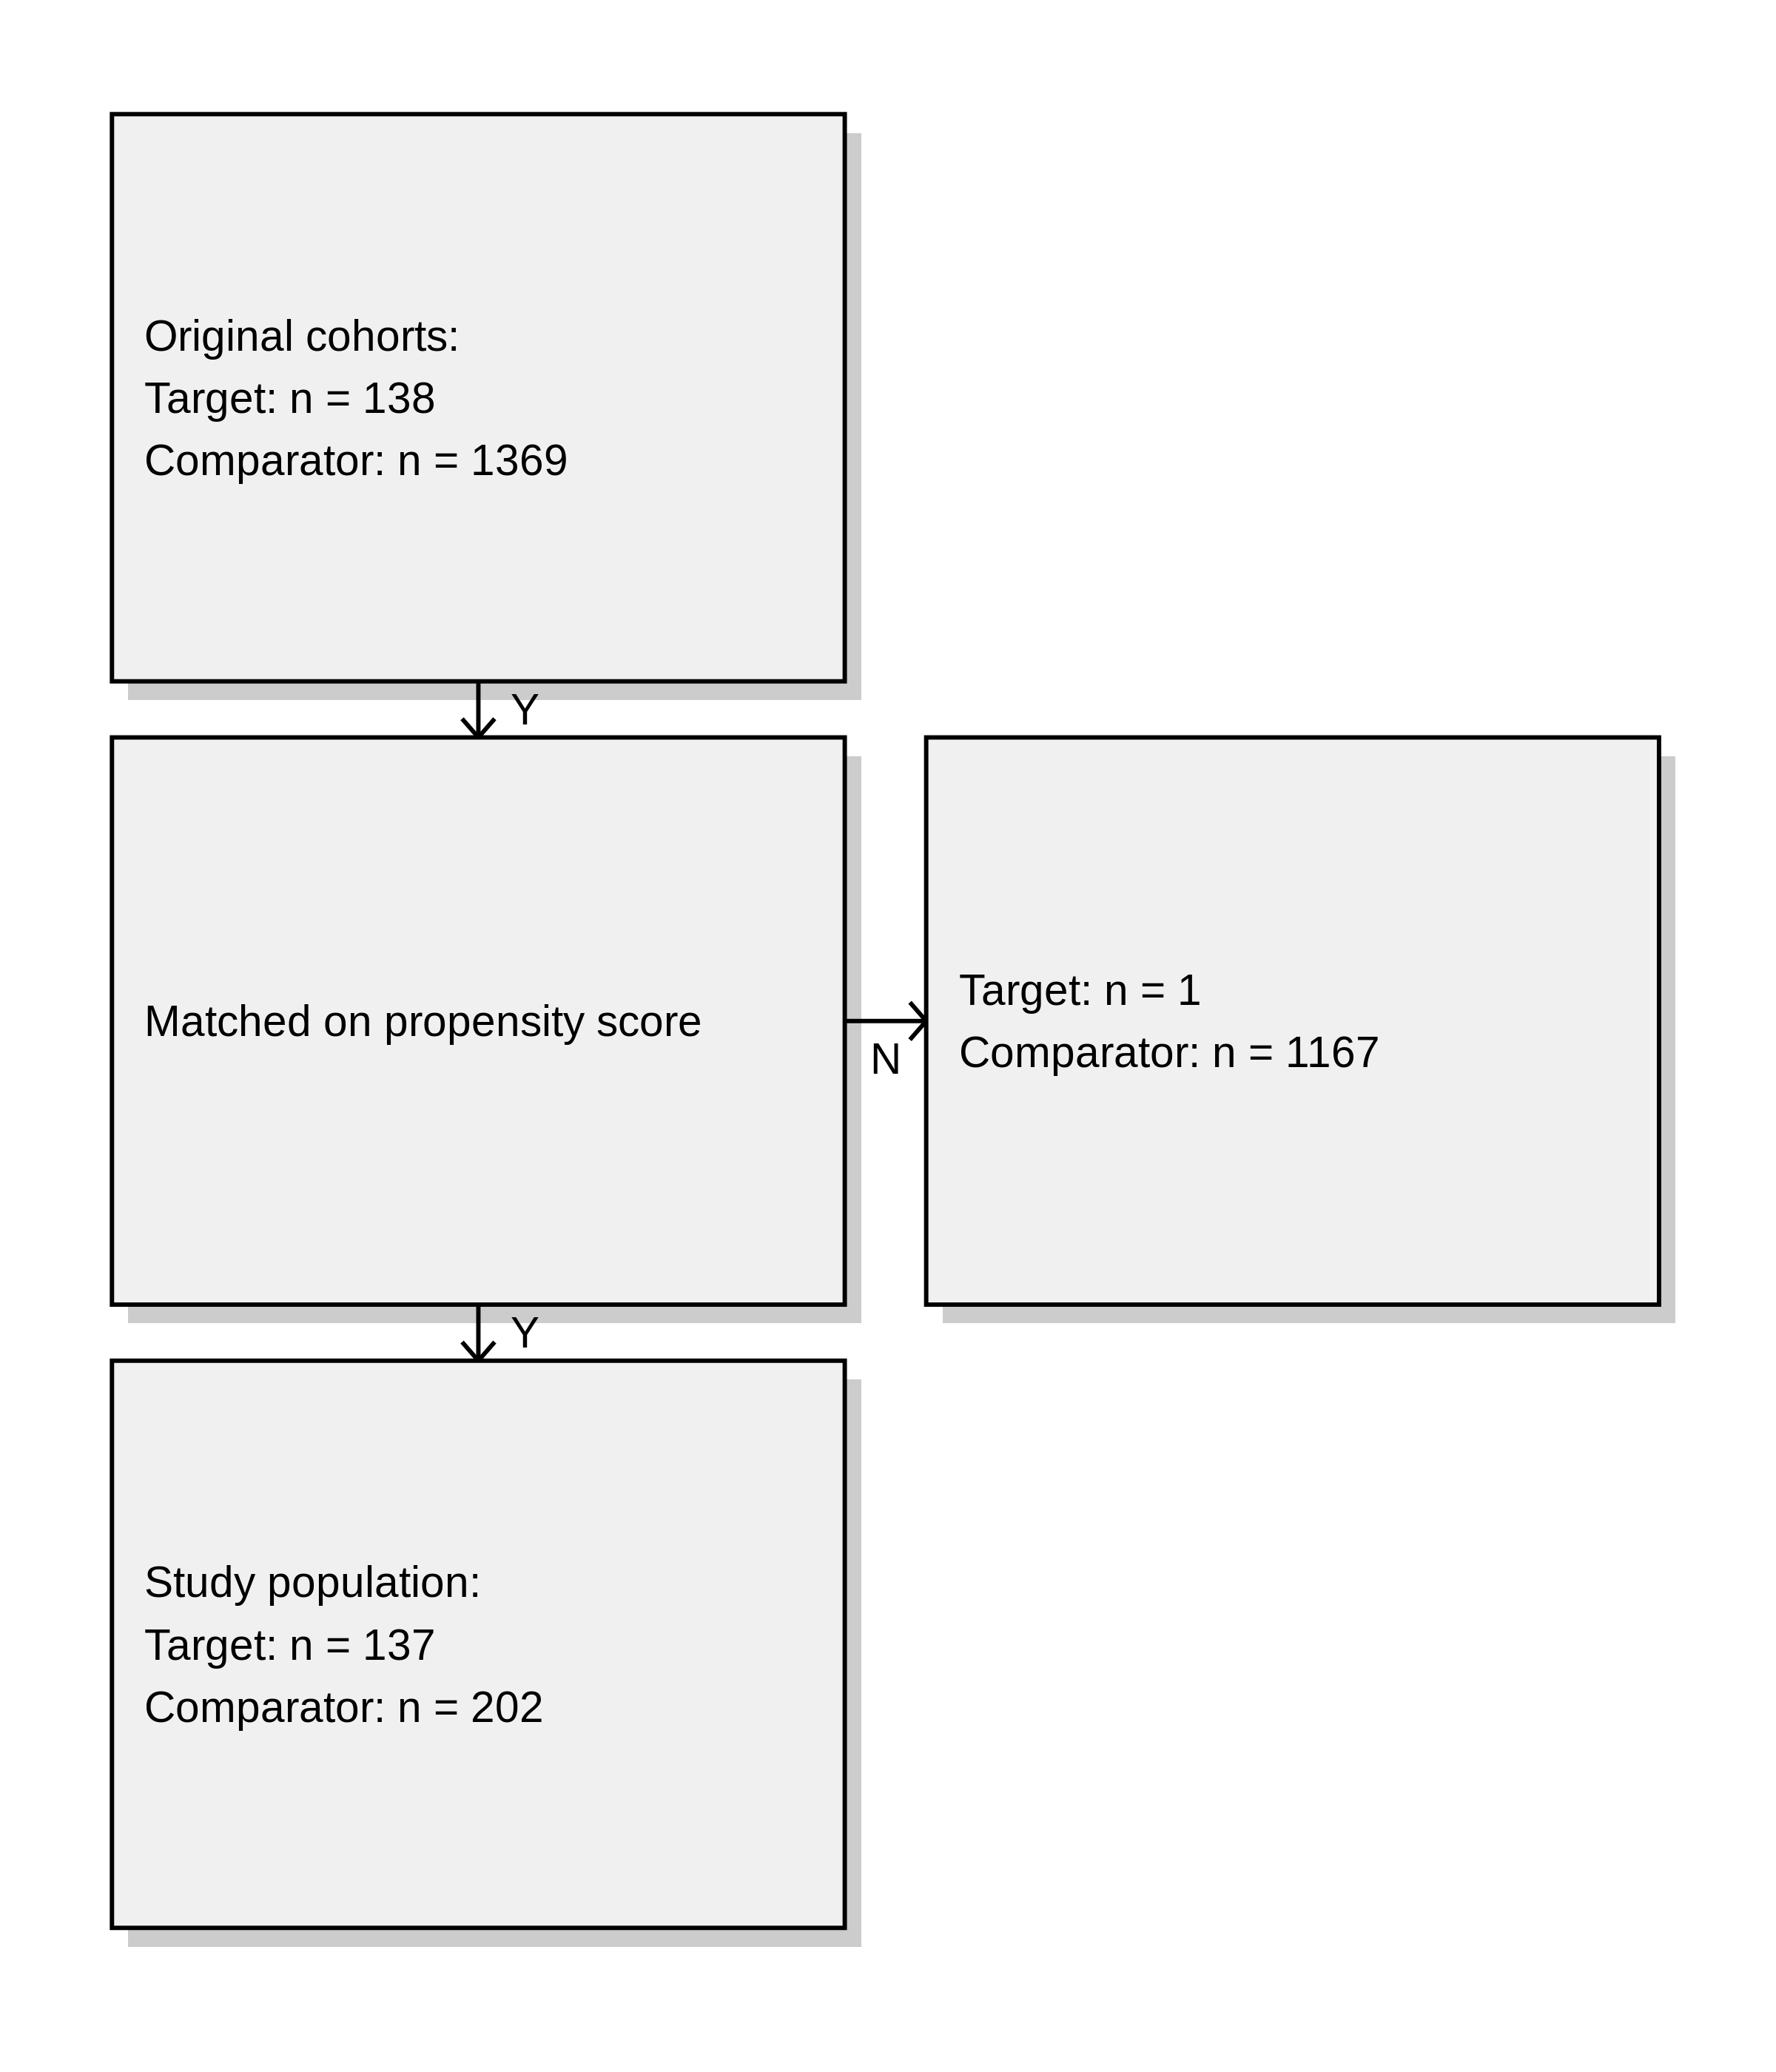 Original cohorts:
Target: n = 138
Comparator: n = 1369
Y
Matched on propensity score
N
Target: n = 1
Comparator: n = 1167
Y
Study population:
Target: n = 137
Comparator: n = 202